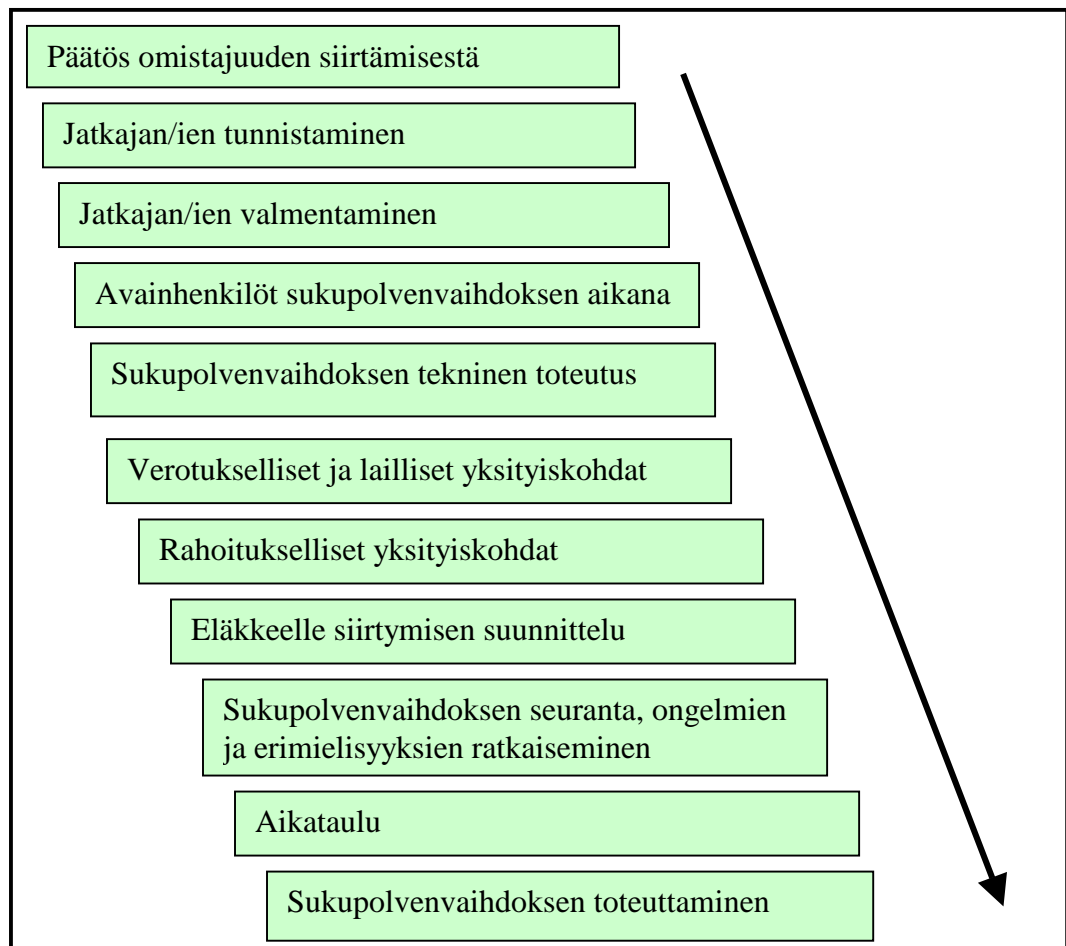 Päätös omistajuuden siirtämisestä
Jatkajan/ien tunnistaminen
Jatkajan/ien valmentaminen
Avainhenkilöt sukupolvenvaihdoksen aikana
Sukupolvenvaihdoksen tekninen toteutus
Verotukselliset ja lailliset yksityiskohdat
Rahoitukselliset yksityiskohdat
Eläkkeelle siirtymisen suunnittelu
Sukupolvenvaihdoksen seuranta, ongelmien
ja erimielisyyksien ratkaiseminen
Aikataulu
Sukupolvenvaihdoksen toteuttaminen